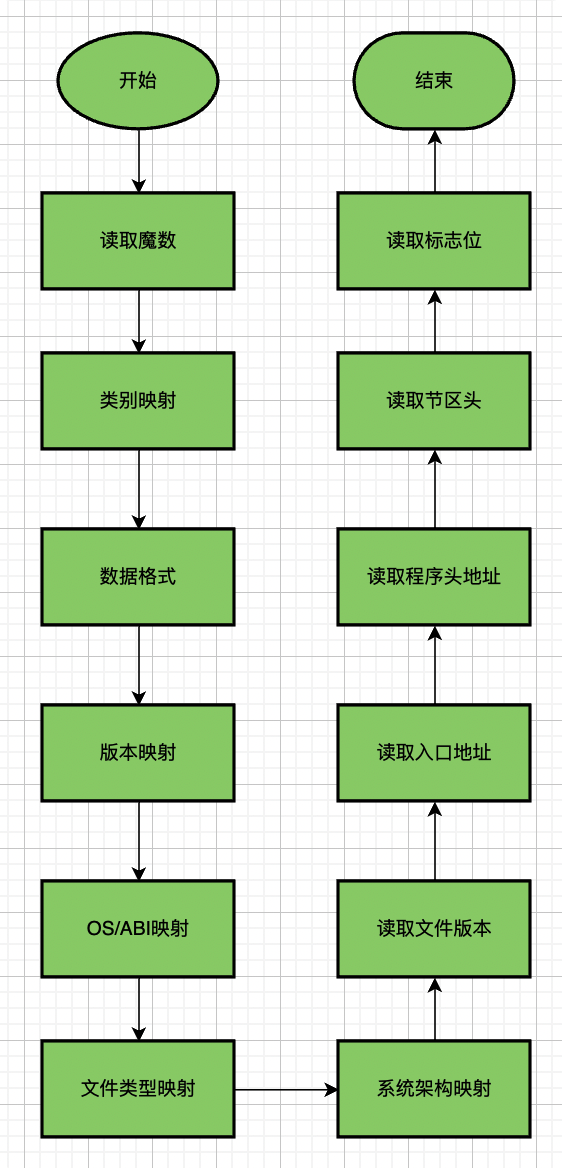 开始
读取魔数
类别映射
数据格式
版本映射
OS/ABI映射
文件类型映射
系统架构映射
读取文件版本
读取入口地址
读取程序头地址
读取节区头
读取标志位
结束